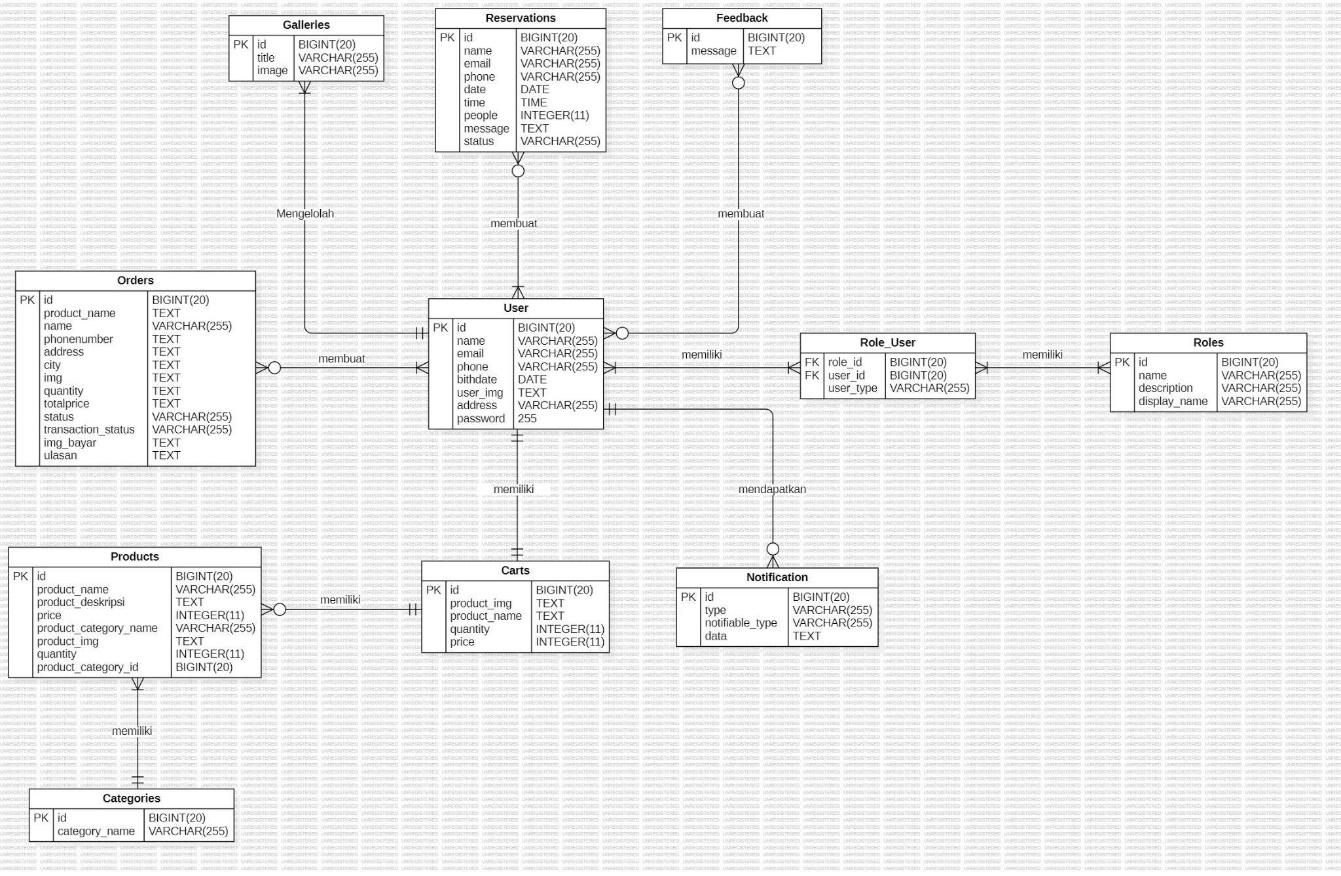 Galleries
PK id BIGINT(20)
title VARCHAR(255)
image VARCHAR(255)
Reservations
PK id BIGINT(20)
name VARCHAR(255)
email VARCHAR(255)
phone VARCHAR(255)
date DATE
time TIME
people INTEGER(11)
message TEXT
status VARCHAR(255)
Feedback
PK id BIGINT(20)
message TEXT
Mengelolah
membuat
membuat
Orders
PK id BIGINT(20)
product_name TEXT
name VARCHAR(255)
phonenumber TEXT
address TEXT
city TEXT
img TEXT
quantity TEXT
totalprice TEXT
status VARCHAR(255)
transaction_status VARCHAR(255)
img_bayar TEXT
ulasan TEXT
membuat
User
PK id BIGINT(20)
name VARCHAR(255)
email VARCHAR(255)
phone VARCHAR(255)
bithdate DATE
user_img TEXT
address VARCHAR(255)
password 255
memiliki
Role_User
FK role_id BIGINT(20)
FK user_id BIGINT(20)
user_type VARCHAR(255)
memiliki
Roles
PK id BIGINT(20)
name VARCHAR(255)
description VARCHAR(255)
display_name VARCHAR(255)
memiliki
mendapatkan
Products
PK id BIGINT(20)
product_name VARCHAR(255)
product_deskripsi TEXT
price INTEGER(11)
product_category_name VARCHAR(255)
product_img TEXT
quantity INTEGER(11)
product_category_id BIGINT(20)
memiliki
Carts
PK id BIGINT(20)
product_img TEXT
product_name TEXT
quantity INTEGER(11)
price INTEGER(11)
Notification
PK id BIGINT(20)
type VARCHAR(255)
notifiable_type VARCHAR(255)
data TEXT
memiliki
Categories
PK id BIGINT(20)
category_name VARCHAR(255)